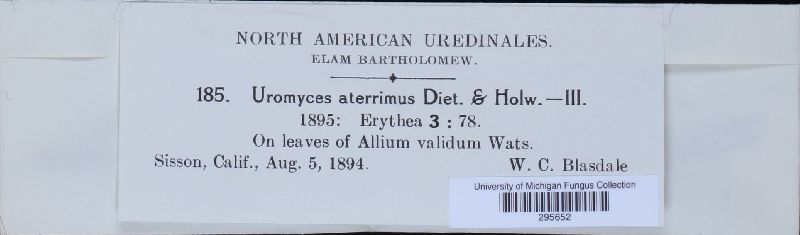 NORTH AMERICAN UREDINALES.
ELAM BARTHOLOMEW.
185. Uromyces aterrimus Diet. & Holw.—III.
1895: Erythea 3 : 78.
On leaves of Allium validum Wats.
Sisson, Calif., Aug. 5, 1894. W. C. Blasdale
University of Michigan Fungus Collection
295652